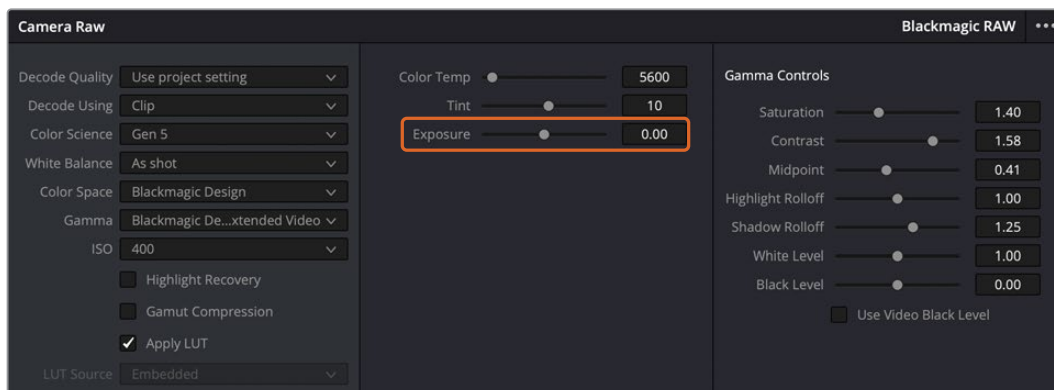 Camera Raw
Blackmagic RAW
Decode Quality Use project setting
Decode Using Clip
Color Science Gen 5
White Balance As shot
Color Space Blackmagic Design
Gamma Blackmagic De...xtended Video
ISO 400
Highlight Recovery
Gamut Compression
Apply LUT
LUT Source Embedded
Color Temp 5600
Tint 10
Exposure 0.00
Gamma Controls
Saturation 1.40
Contrast 1.58
Midpoint 0.41
Highlight Rolloff 1.00
Shadow Rolloff 1.25
White Level 1.00
Black Level 0.00
Use Video Black Level